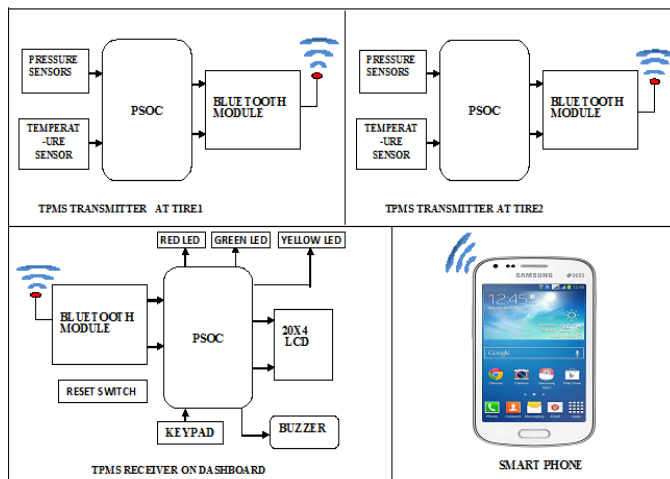 PRESSURE
SENSORS
TEMPERAT
-URE
SENSOR
PSOC
BLUETOOTH
MODULE
TPMS TRANSMITTER AT TIRE1
PRESSURE
SENSORS
TEMPERAT
-URE
SENSOR
PSOC
BLUETOOTH
MODULE
TPMS TRANSMITTER AT TIRE2
RED LED
GREEN LED
YELLOW LED
BLUETOOTH
MODULE
PSOC
20X4
LCD
RESET SWITCH
KEYPAD
BUZZER
TPMS RECEIVER ON DASHBOARD
SAMSUNG
12:45
Google
SMART PHONE